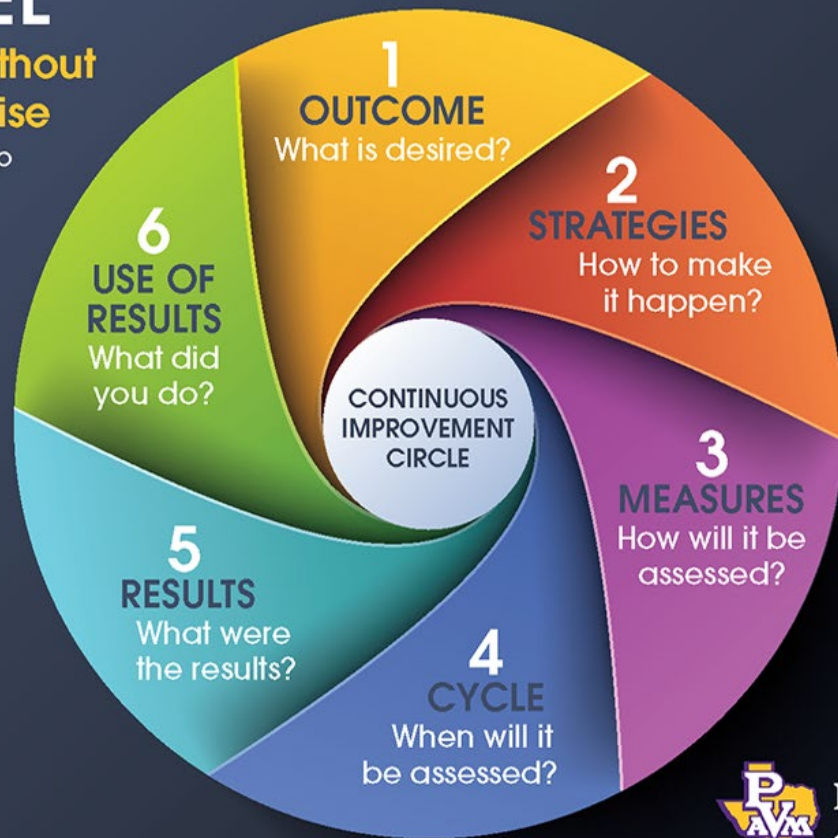 EL
thout
ise
o
1
OUTCOME
What is desired?
2
STRATEGIES
How to make
it happen?
3
MEASURES
How will it be
assessed?
4
CYCLE
When will it
be assessed?
5
RESULTS
What were
the results?
6
USE OF
RESULTS
What did
you do?
CONTINUOUS
IMPROVEMENT
CIRCLE
PVAM